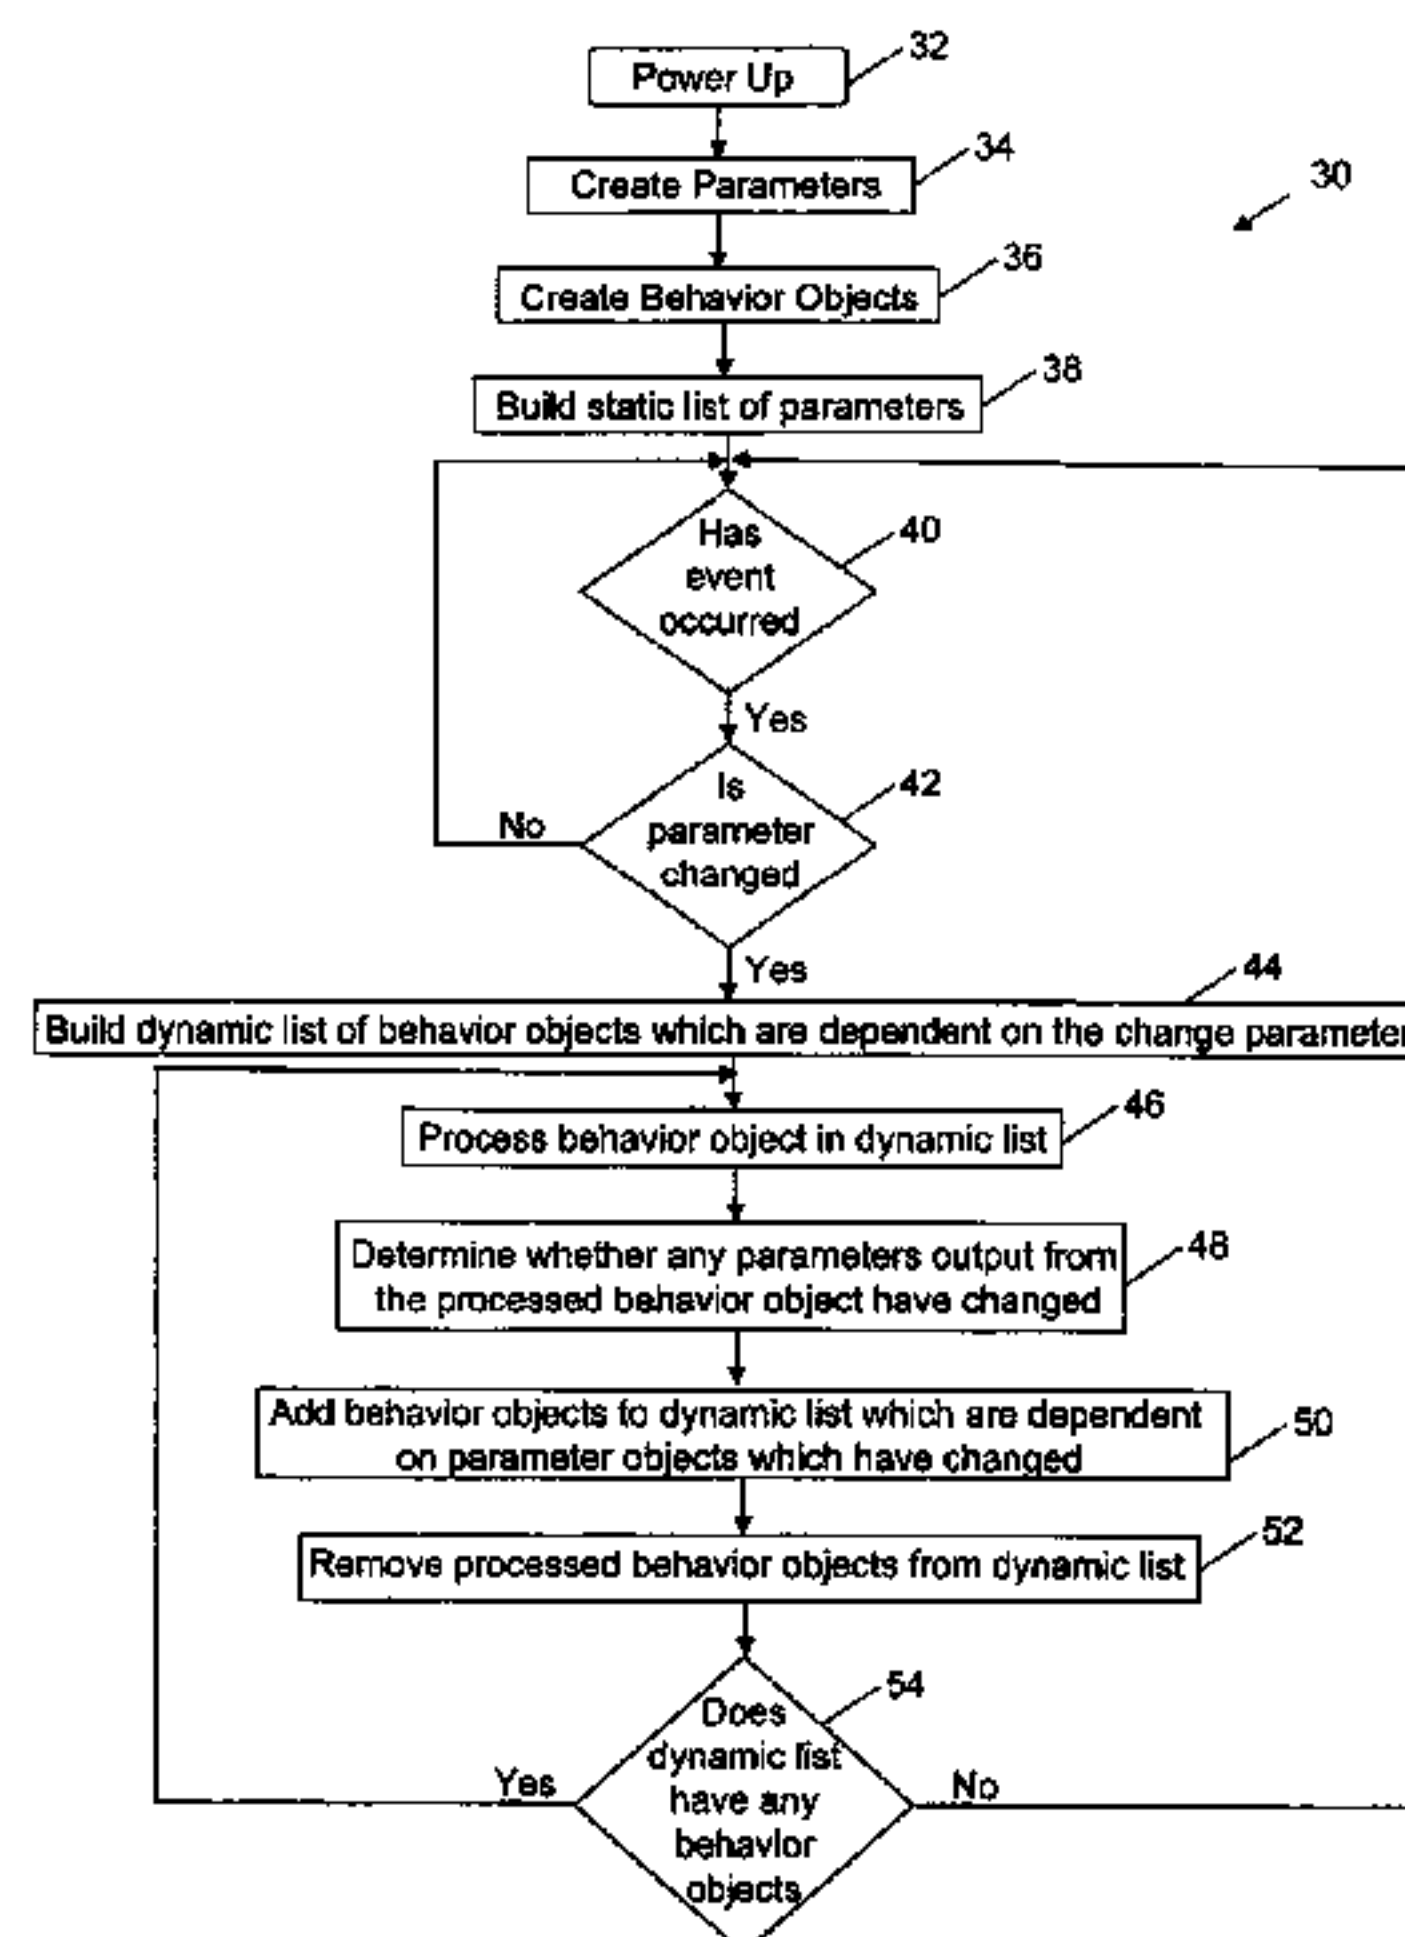 32
Power Up
34
Create Parameters
30
36
Create Behavior Objects
38
Build static list of parameters
Has
event
occurred
40
Yes
Is
parameter
changed
42
No
Yes
44
Build dynamic list of behavior objects which are dependent on the change parameter
46
Process behavior object in dynamic list
48
Determine whether any parameters output from
the processed behavior object have changed
50
Add behavior objects to dynamic list which are dependent
on parameter objects which have changed
52
Remove processed behavior objects from dynamic list
54
Does
dynamic list
have any
behavior
objects
Yes
No